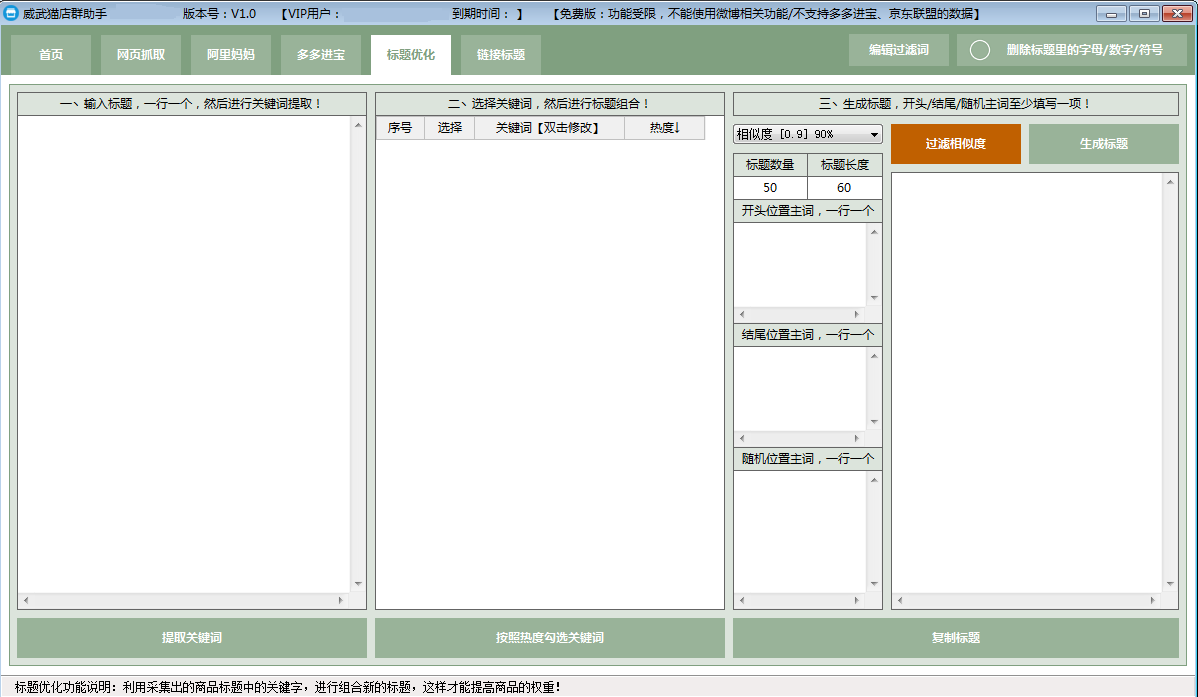 威武猫店群助手 版本号：V1.0 【VIP用户： 到期时间： 】 【免费版：功能受限，不能使用微博相关功能/不支持多多进宝、京东联盟的数据】
首页 网页抓取 阿里妈妈 多多进宝 标题优化 链接标题 编辑过滤词 删除标题里的字母/数字/符号
一、输入标题，一行一个，然后进行关键词提取！
二、选择关键词，然后进行标题组合！
三、生成标题，开头/结尾/随机主词至少填写一项！
序号 选择 关键词【双击修改】 热度↓
相似度 [0.9] 90%
过滤相似度 生成标题
标题数量 标题长度
50 60
开头位置主词，一行一个
结尾位置主词，一行一个
随机位置主词，一行一个
提取关键词 按照热度勾选关键词 复制标题
标题优化功能说明：利用采集出的商品标题中的关键字，进行组合新的标题，这样才能提高商品的权重！